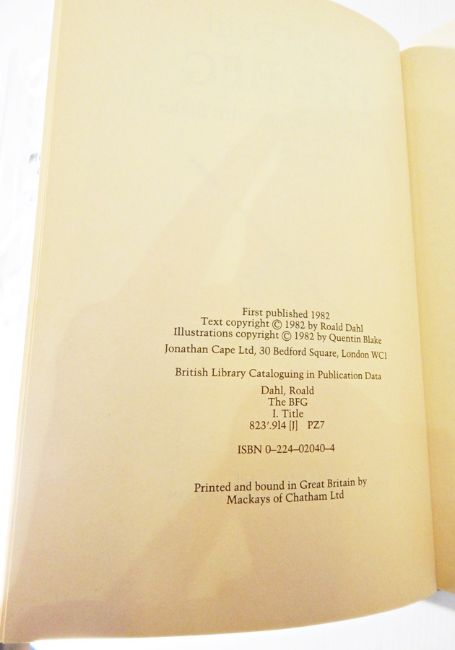 First published 1982
Text copyright © 1982 by Roald Dahl
Illustrations copyright © 1982 by Quentin Blake
Jonathan Cape Ltd, 30 Bedford Square, London WC1
British Library Cataloguing in Publication Data
Dahl, Roald
The BFG
I. Title
823'.914 [J] PZ7
ISBN 0–224–02040–4
Printed and bound in Great Britain by
Mackays of Chatham Ltd